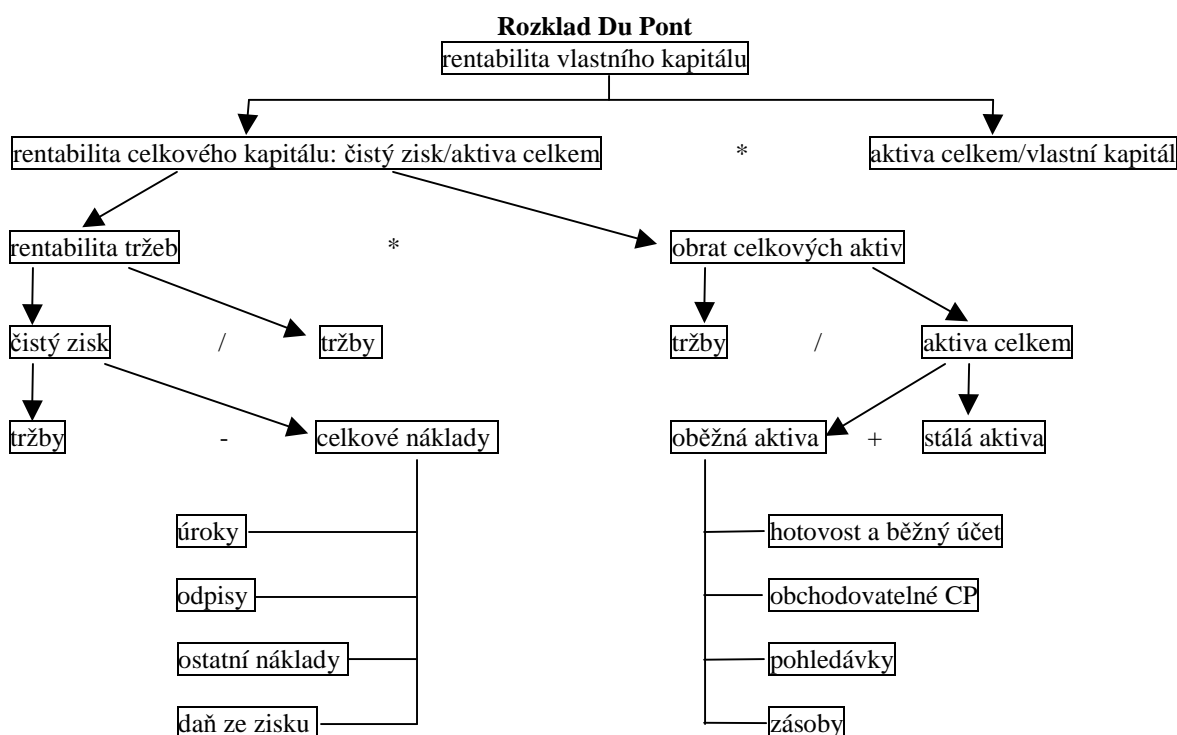 Rozklad Du Pont
rentabilita vlastního kapitálu
rentabilita celkového kapitálu: čistý zisk/aktiva celkem * aktiva celkem/vlastní kapitál
rentabilita tržeb * obrat celkových aktiv
čistý zisk / tržby tržby / aktiva celkem
tržby - celkové náklady oběžná aktiva + stálá aktiva
úroky hotovost a běžný účet
odpisy obchodovatelné CP
ostatní náklady pohledávky
daň ze zisku zásoby